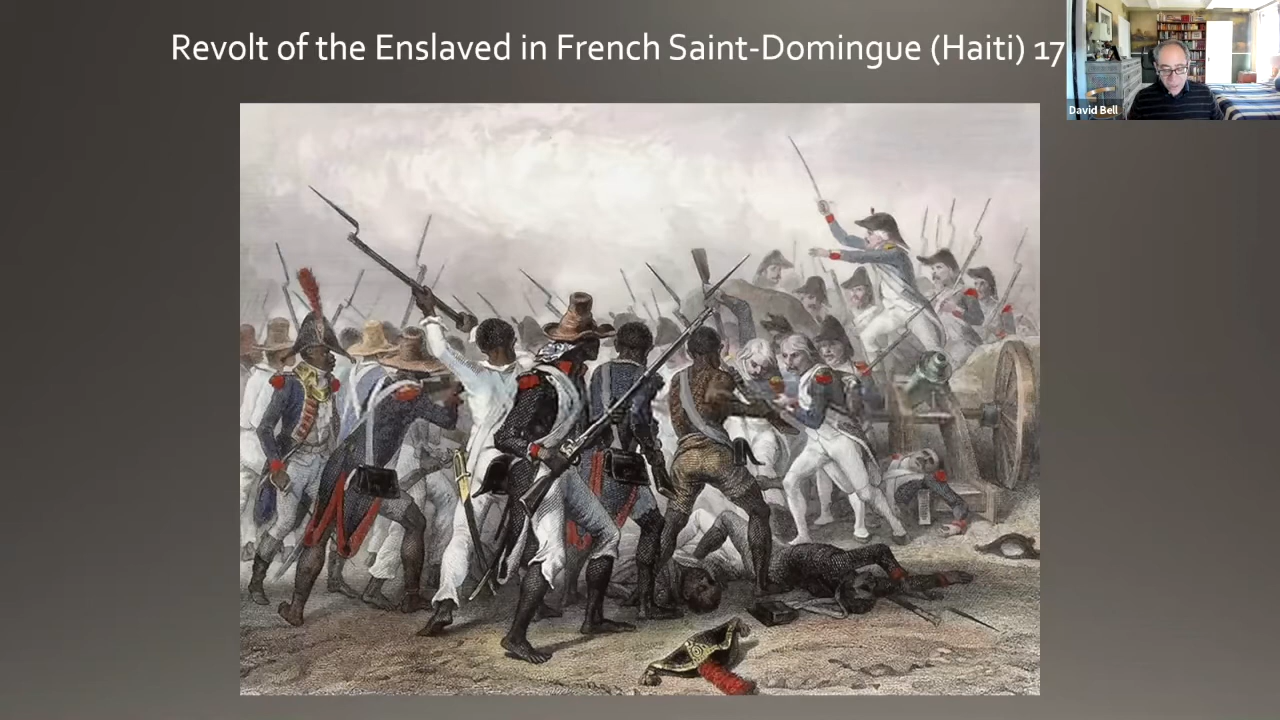 Revolt of the Enslaved in French Saint-Domingue (Haiti) 17
David Bell